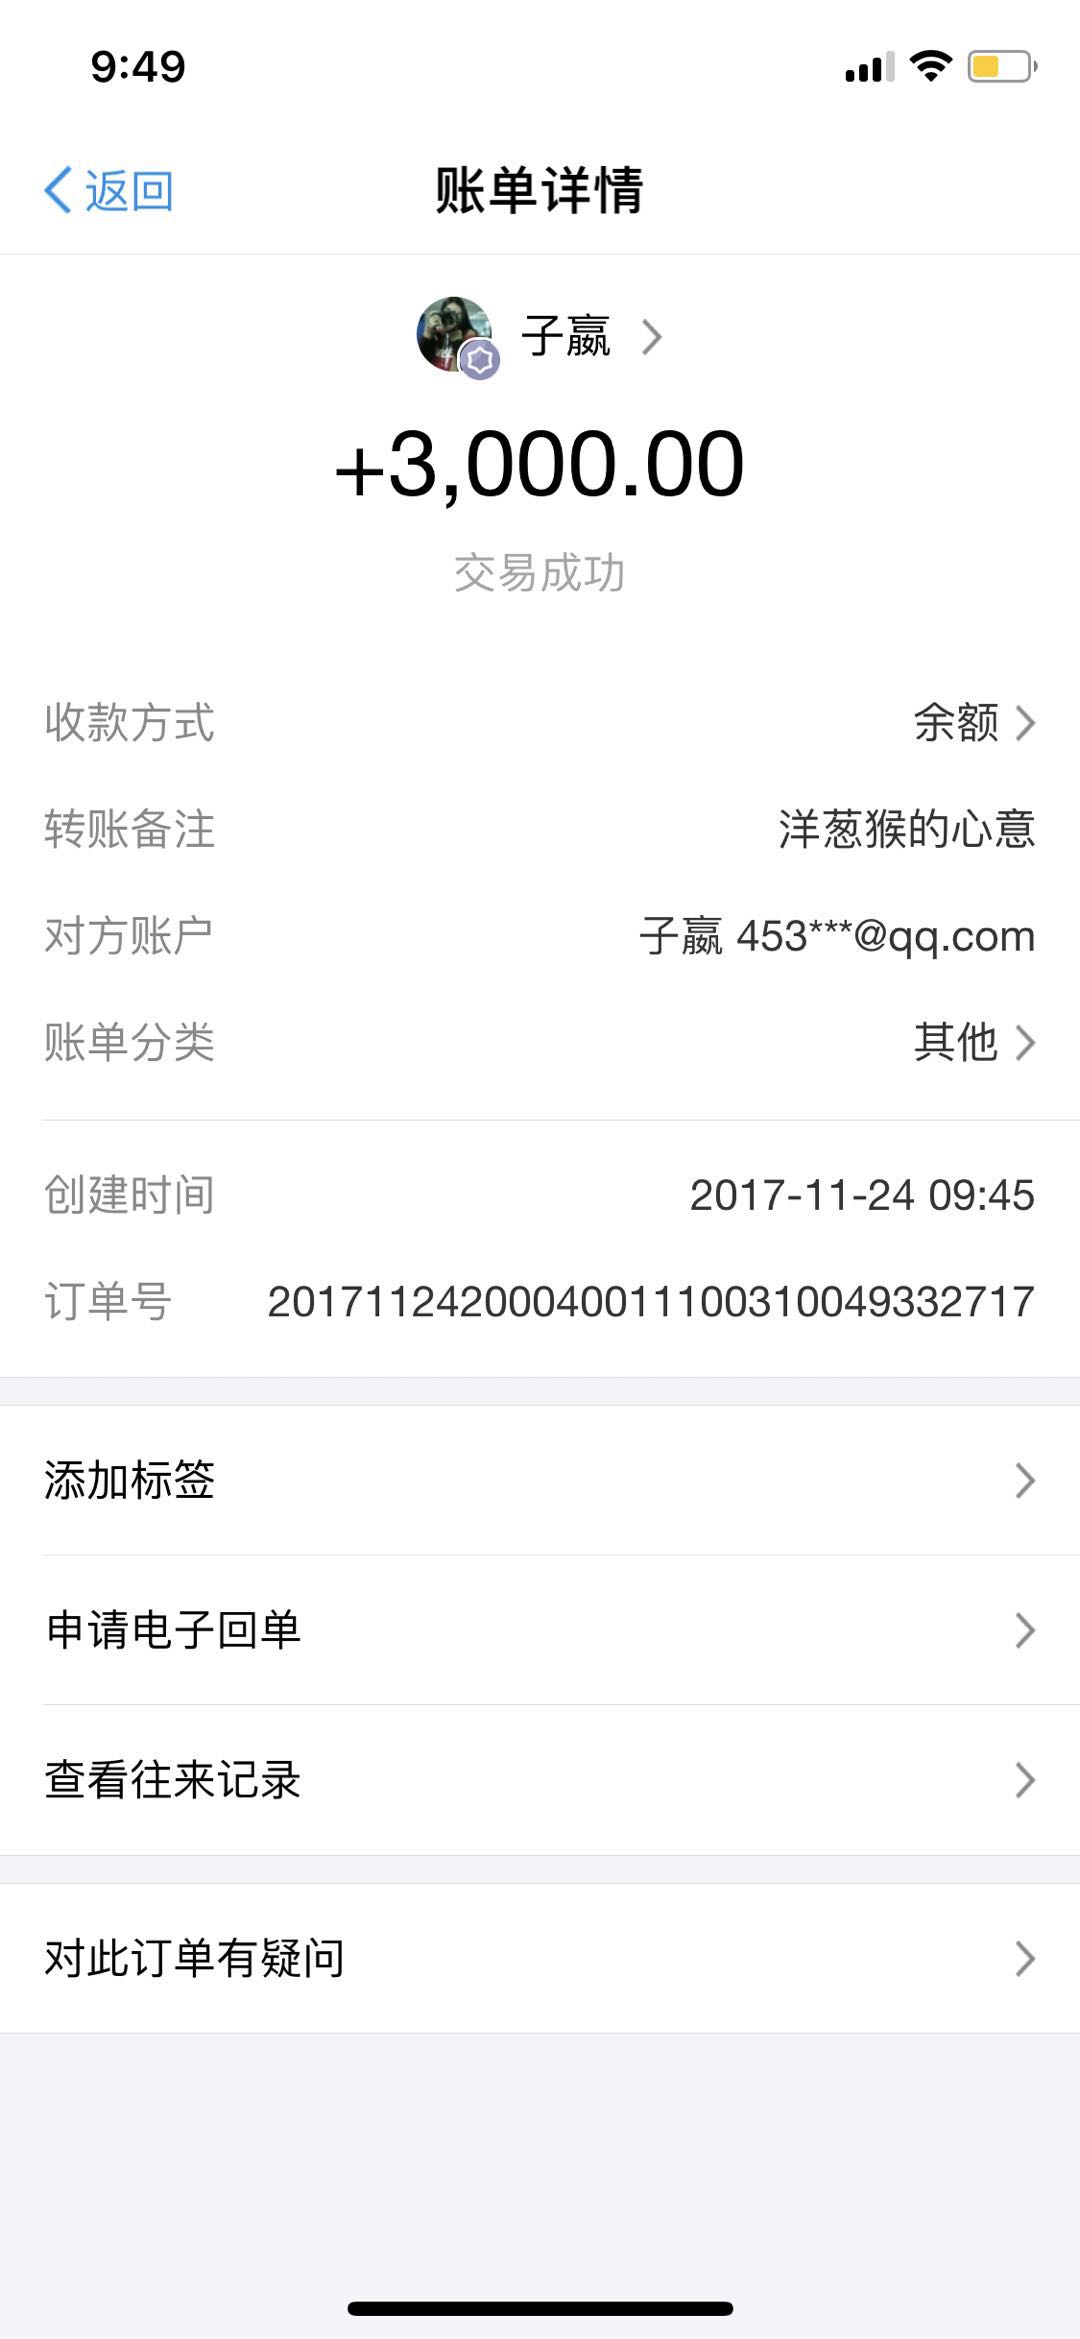 9:49
返回
账单详情
子嬴
+3,000.00
交易成功
收款方式 余额
转账备注 洋葱猴的心意
对方账户 子嬴 453***@qq.com
账单分类 其他
创建时间 2017-11-24 09:45
订单号 20171124200040011100310049332717
添加标签
申请电子回单
查看往来记录
对此订单有疑问